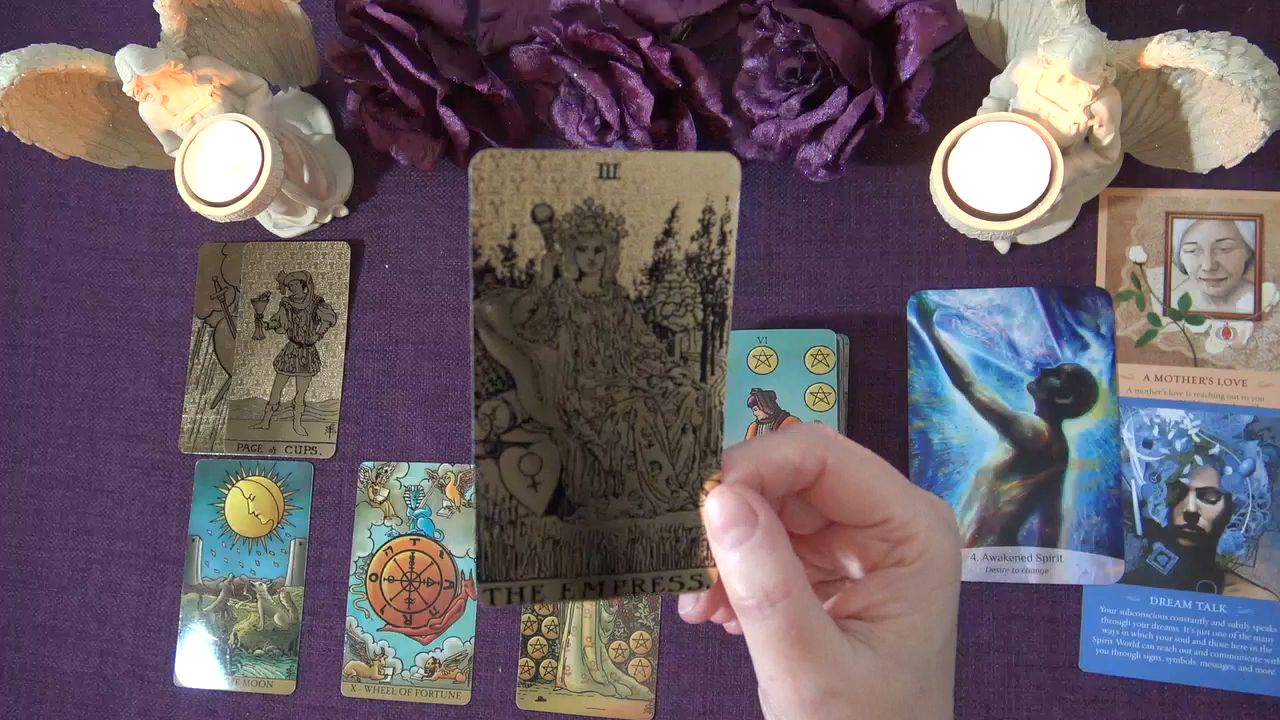 III
THE EMPRESS.
PAGE of CUPS.
MOON
X - WHEEL OF FORTUNE
VI
4. Awakened Spirit
Desire to change
A MOTHER'S LOVE
A mother's love is reaching out to you
DREAM TALK
Your subconscious constantly and subtly speaks
through your dreams. It's just one of the many
ways in which your soul and those here in the
Spirit World can reach out and communicate with
you through signs, symbols, messages, and more.